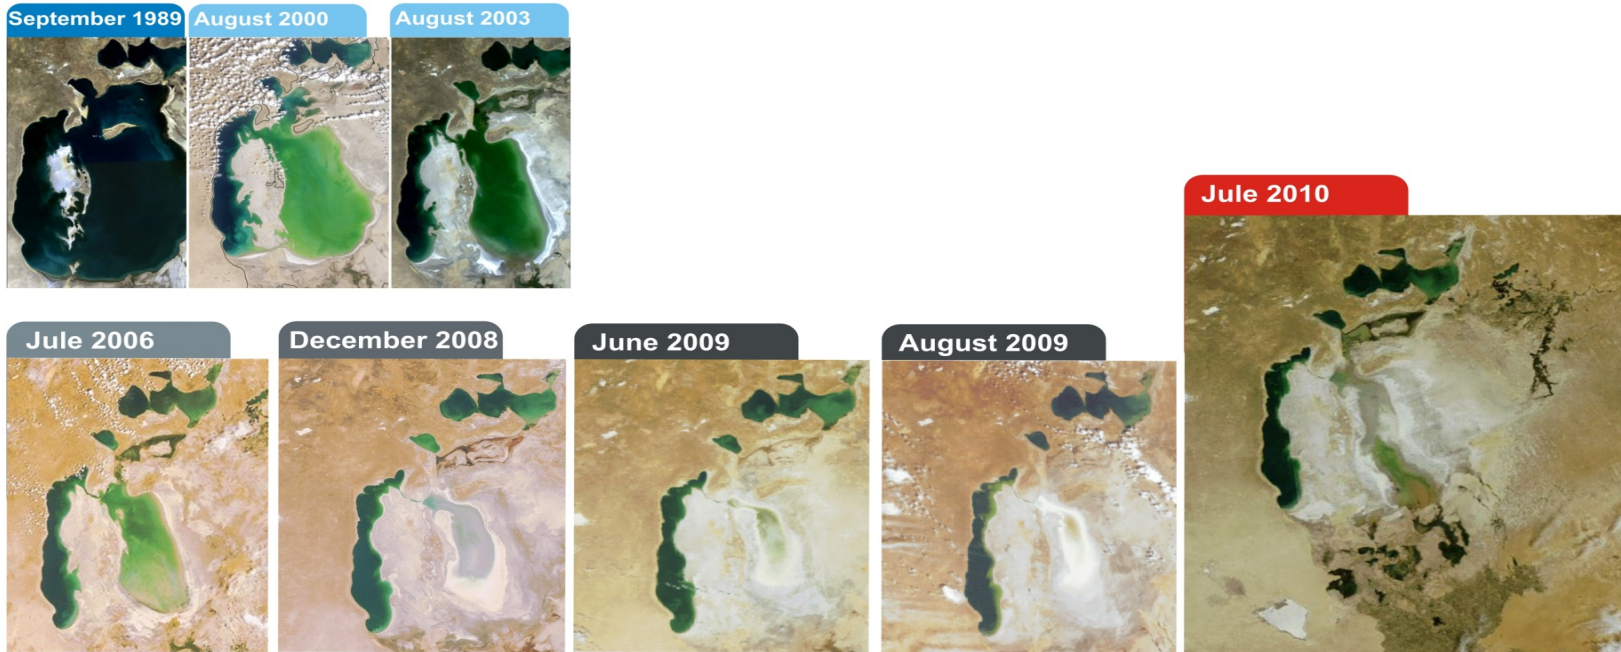 September 1989
August 2000
August 2003
Jule 2010
Jule 2006
December 2008
June 2009
August 2009